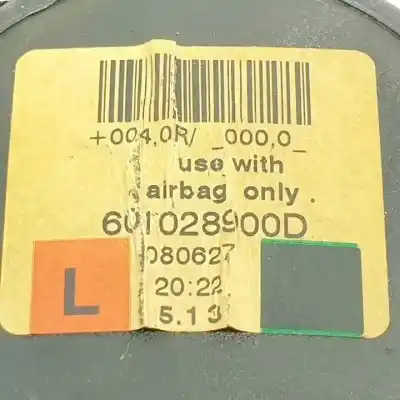 +004,0R/ _000,0_
use with
airbag only.
601028900D
080627
L
20:22
5.13